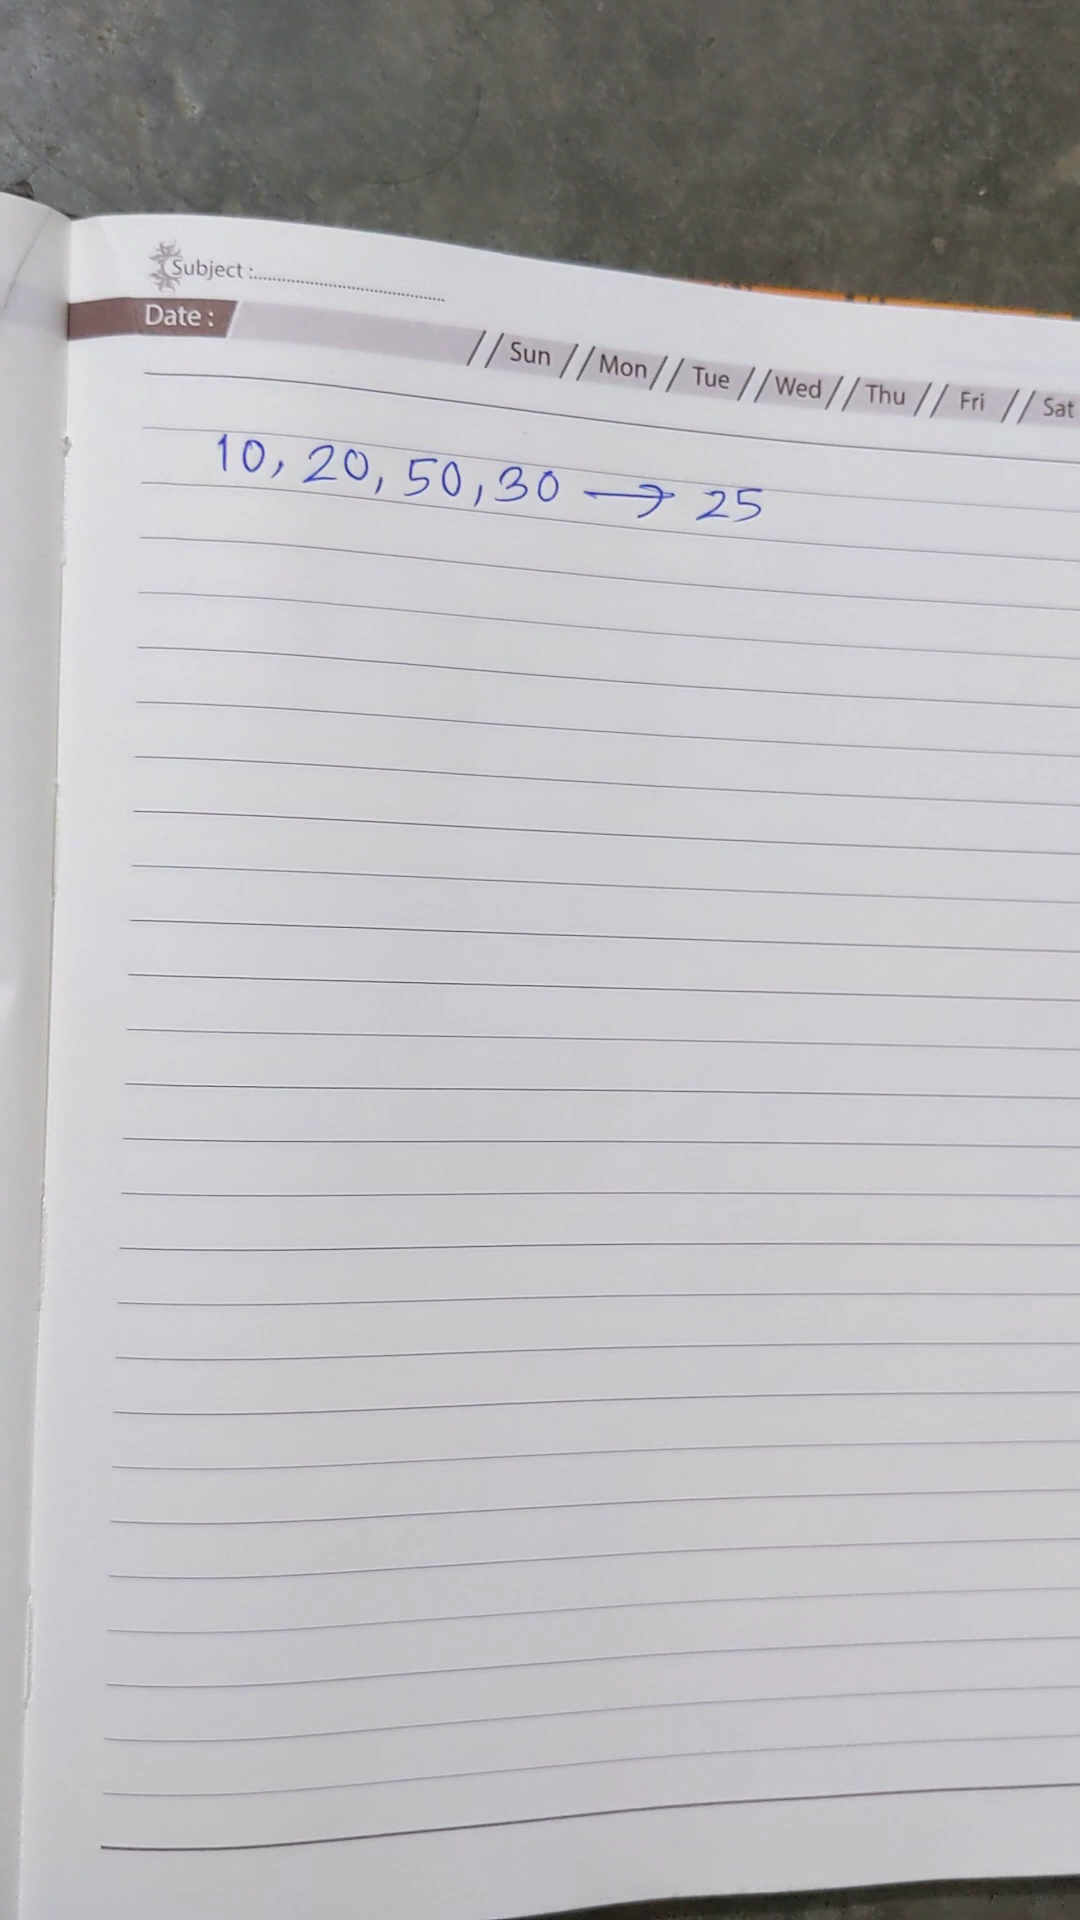 Subject :..........................................
Date :
// Sun // Mon // Tue // Wed // Thu // Fri // Sat
10, 20, 50, 30 → 25